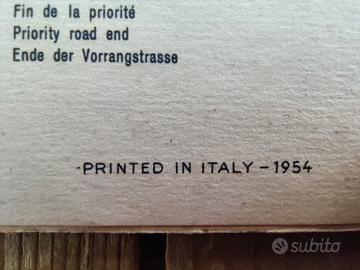 Fin de la priorité
Priority road end
Ende der Vorrangstrasse
-PRINTED IN ITALY – 1954
subito